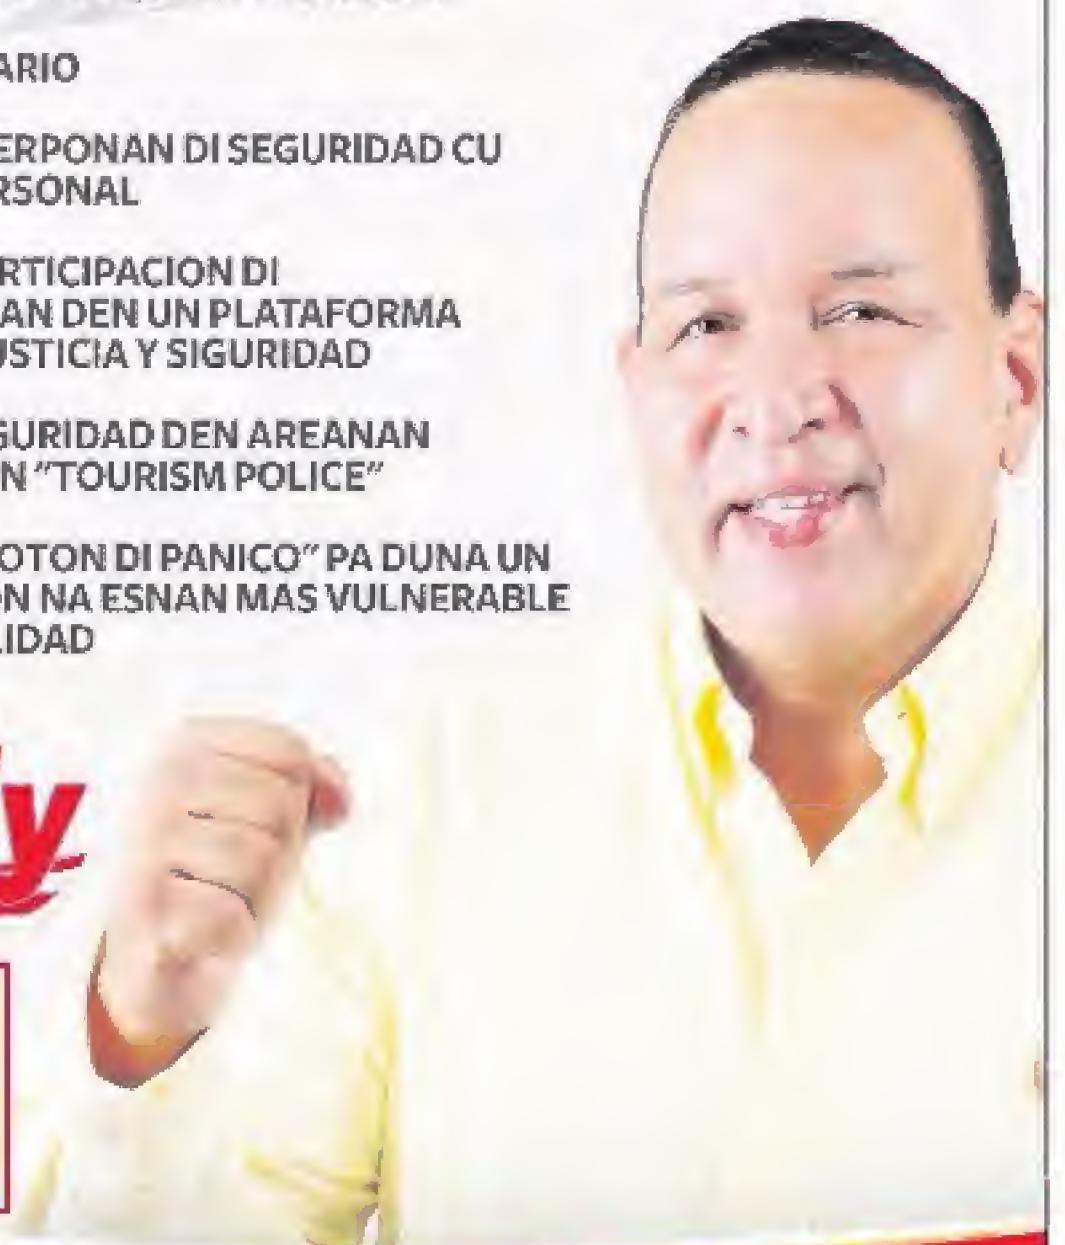 ARIO
ERPONAN DI SEGURIDAD CU
RSONAL
RTICIPACION DI
AN DEN UN PLATAFORMA
USTICIA Y SIGURIDAD
GURIDAD DEN AREANAN
N "TOURISM POLICE"
OTON DI PANICO" PA DUNA UN
ON NA ESNAN MAS VULNERABLE
LIDAD
y